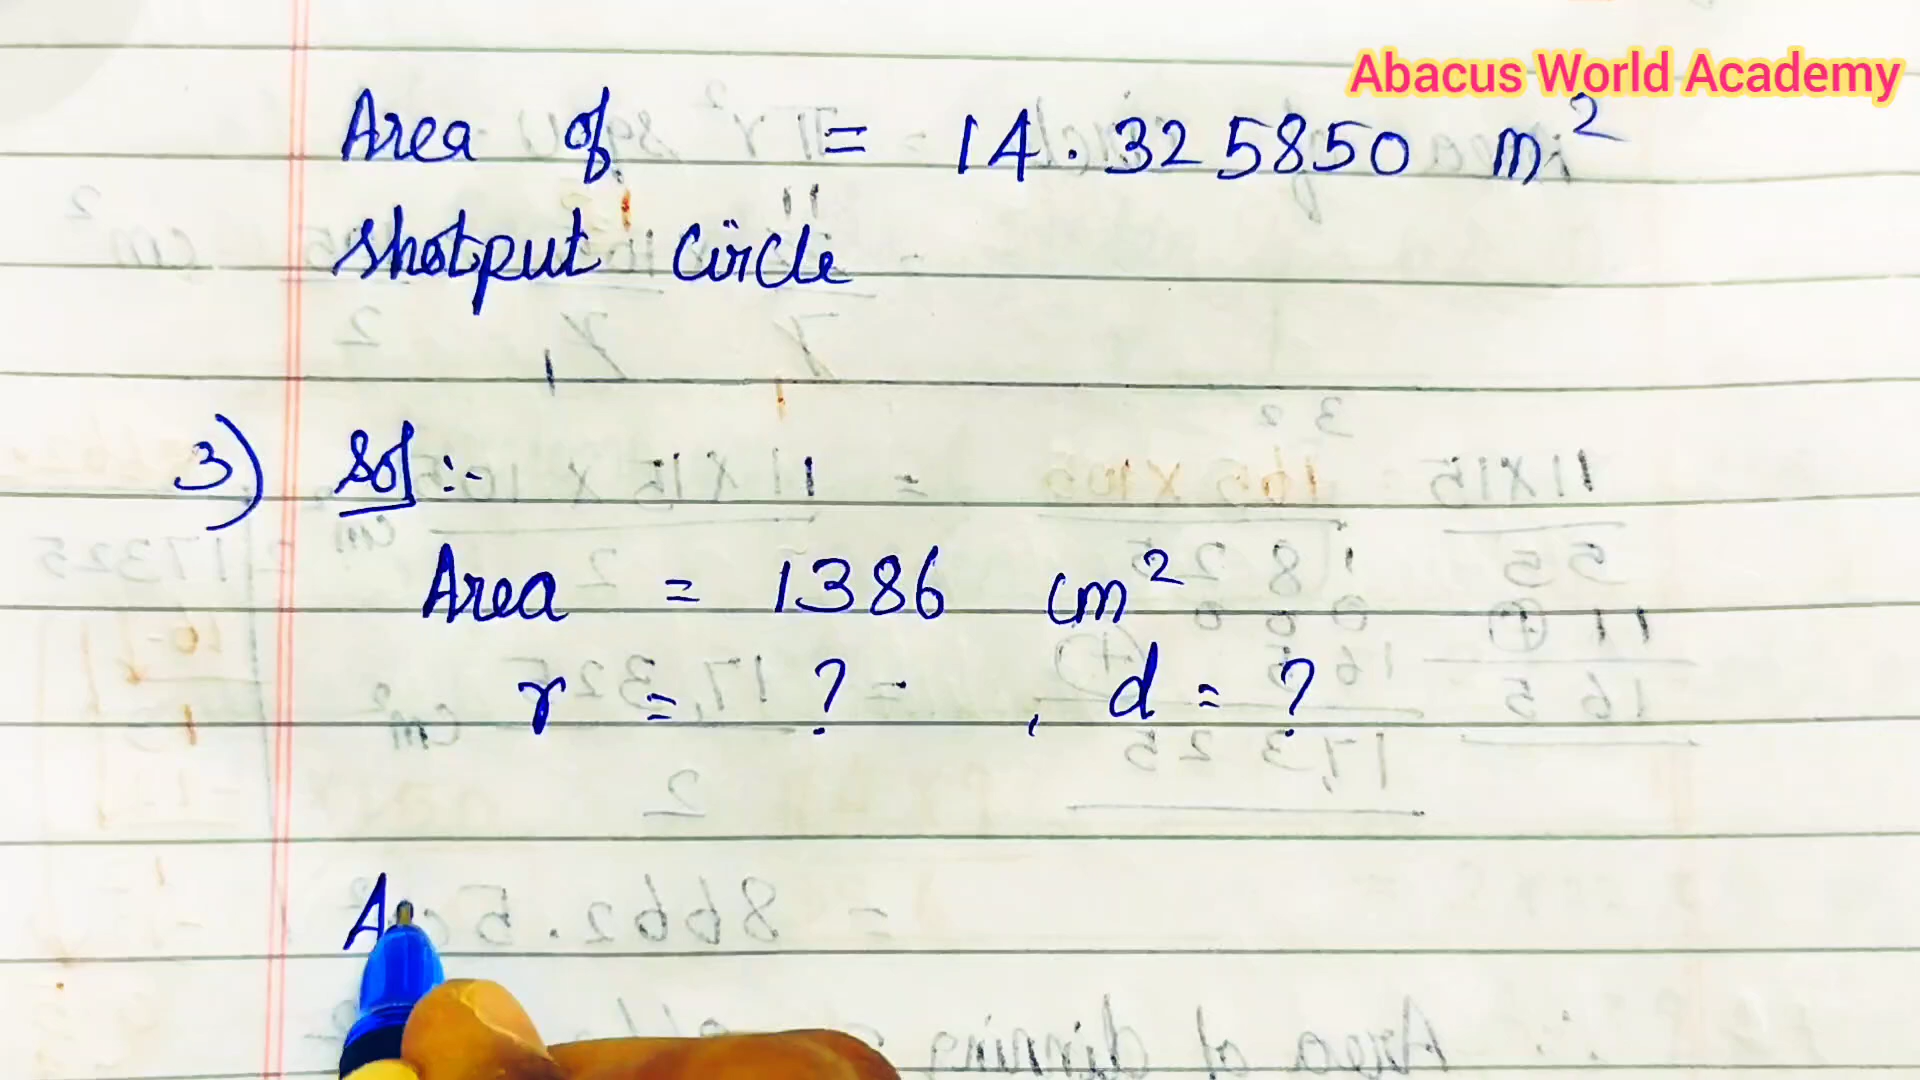 Abacus World Academy
Area of = 14.325850 m²
shotput circle
3) Sol :-
Area = 1386 cm²
r = ? , d = ?
A